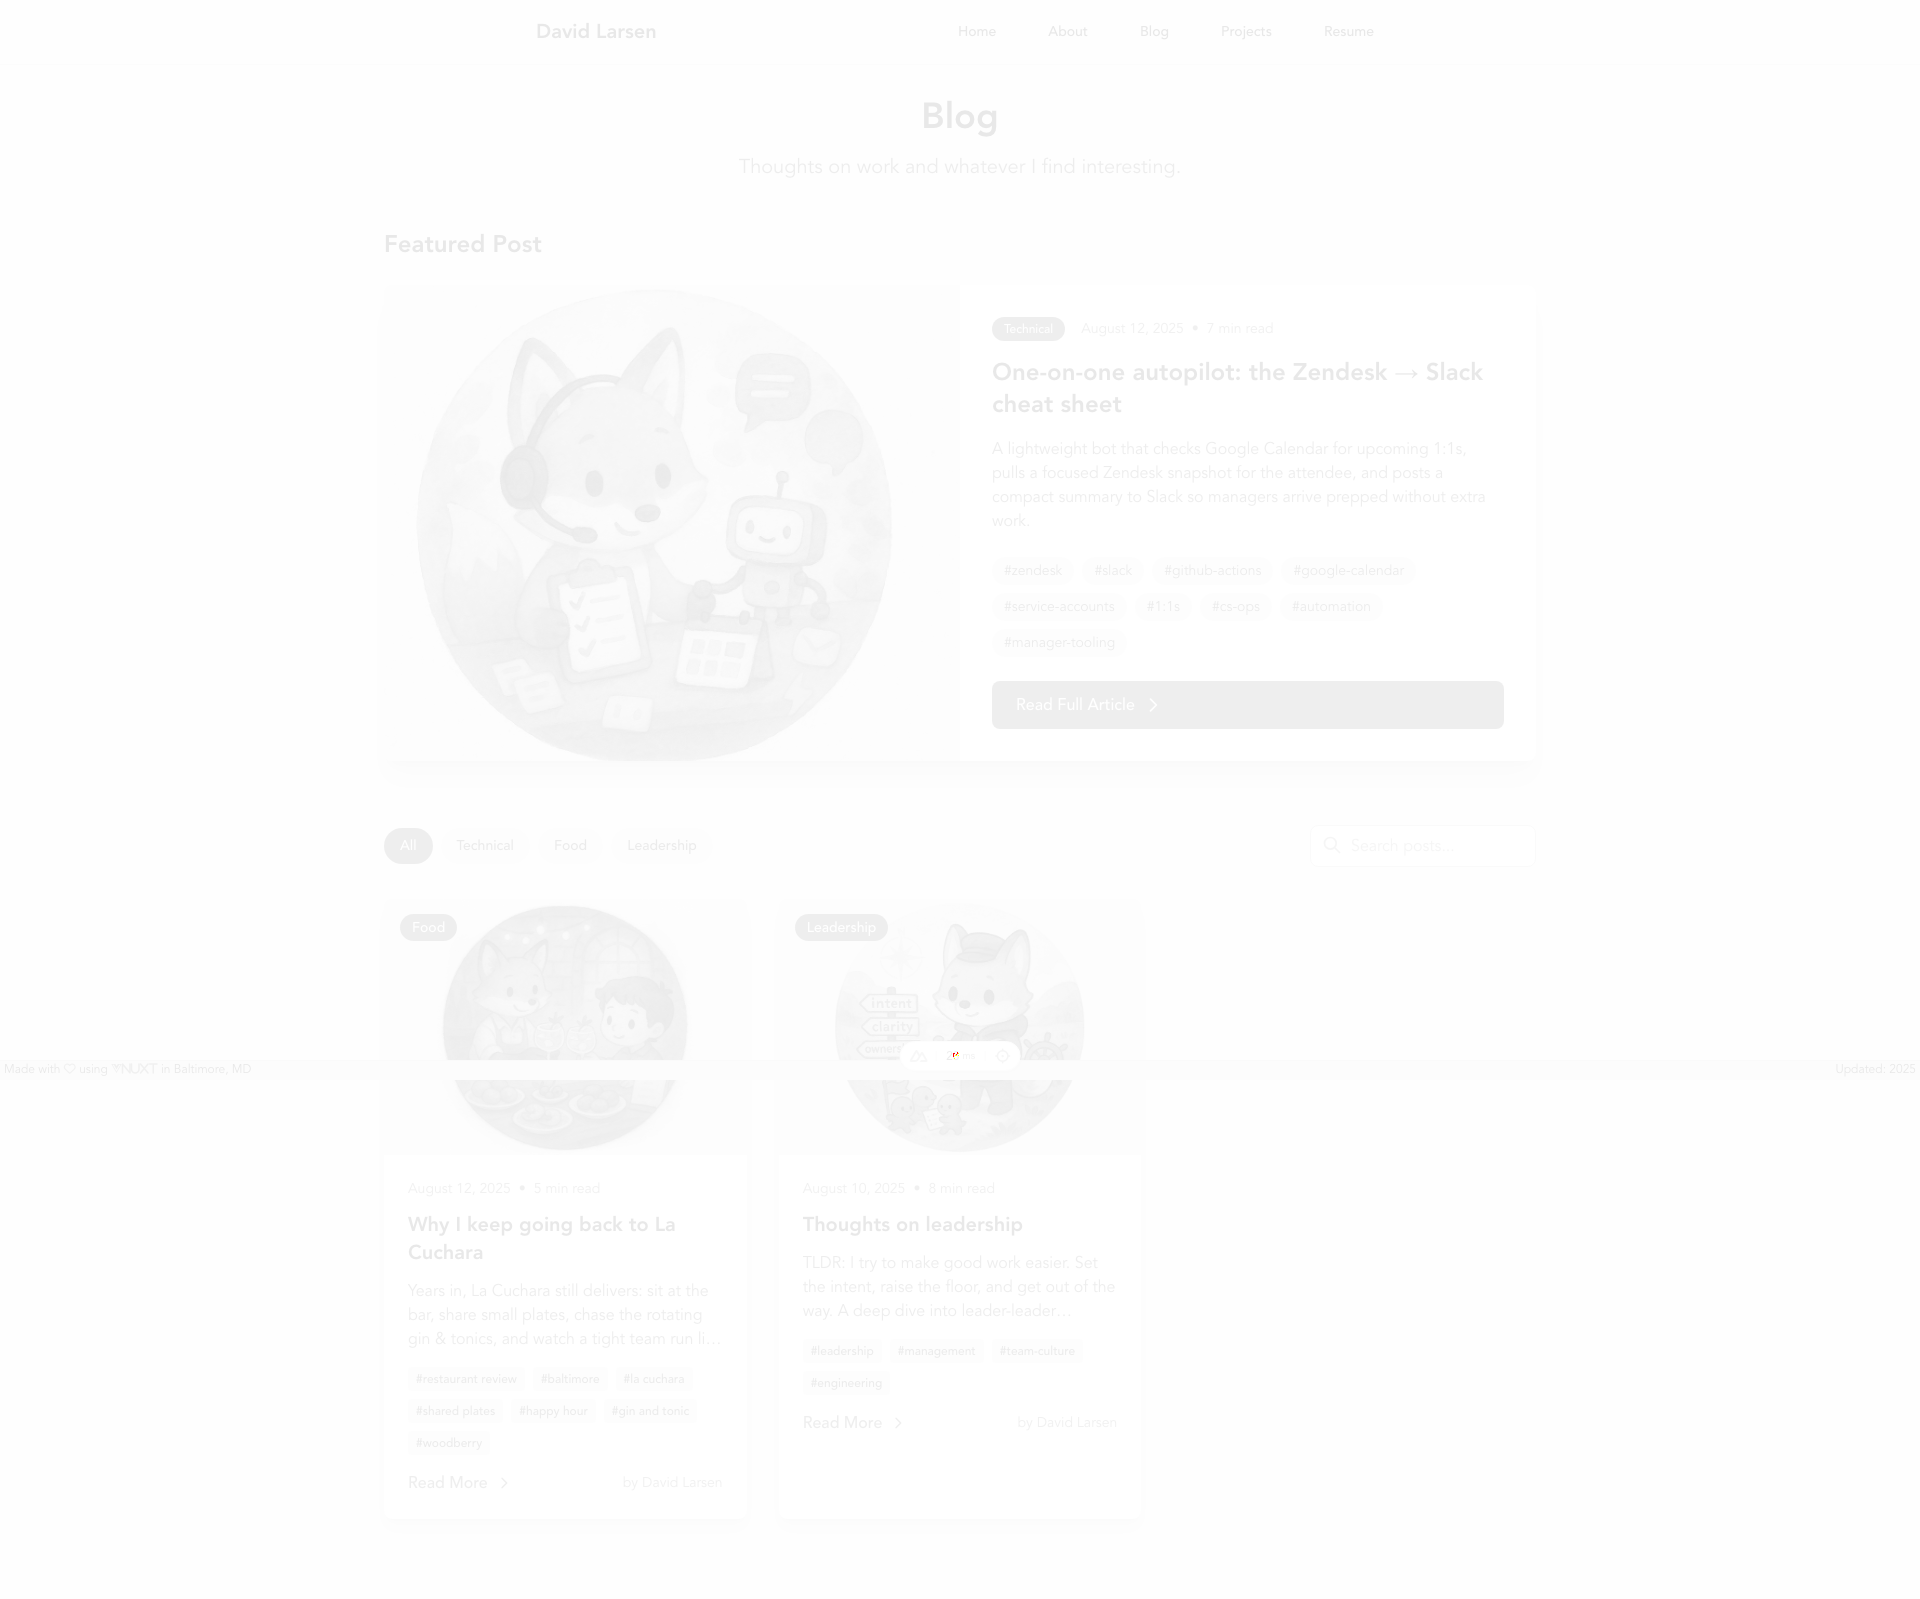 David Larsen
Home
About
Blog
Projects
Resume
Blog
Thoughts on work and whatever I find interesting.
Featured Post
Technical
August 12, 2025 • 7 min read
One-on-one autopilot: the Zendesk → Slack
cheat sheet
A lightweight bot that checks Google Calendar for upcoming 1:1s,
pulls a focused Zendesk snapshot for the attendee, and posts a
compact summary to Slack so managers arrive prepped without extra
work.
#zendesk
#slack
#github-actions
#google-calendar
#service-accounts
#1:1s
#cs-ops
#automation
#manager-tooling
Read Full Article
All
Technical
Food
Leadership
Search posts...
Food
Leadership
intent
clarity
Made with ♡ using NUXT in Baltimore, MD
Updated: 2025
August 12, 2025 • 5 min read
Why I keep going back to La
Cuchara
Years in, La Cuchara still delivers: sit at the
bar, share small plates, chase the rotating
gin & tonics, and watch a tight team run li…
#restaurant review
#baltimore
#la cuchara
#shared plates
#happy hour
#gin and tonic
#woodberry
Read More
by David Larsen
August 10, 2025 • 8 min read
Thoughts on leadership
TLDR: I try to make good work easier. Set
the intent, raise the floor, and get out of the
way. A deep dive into leader-leader…
#leadership
#management
#team-culture
#engineering
Read More
by David Larsen